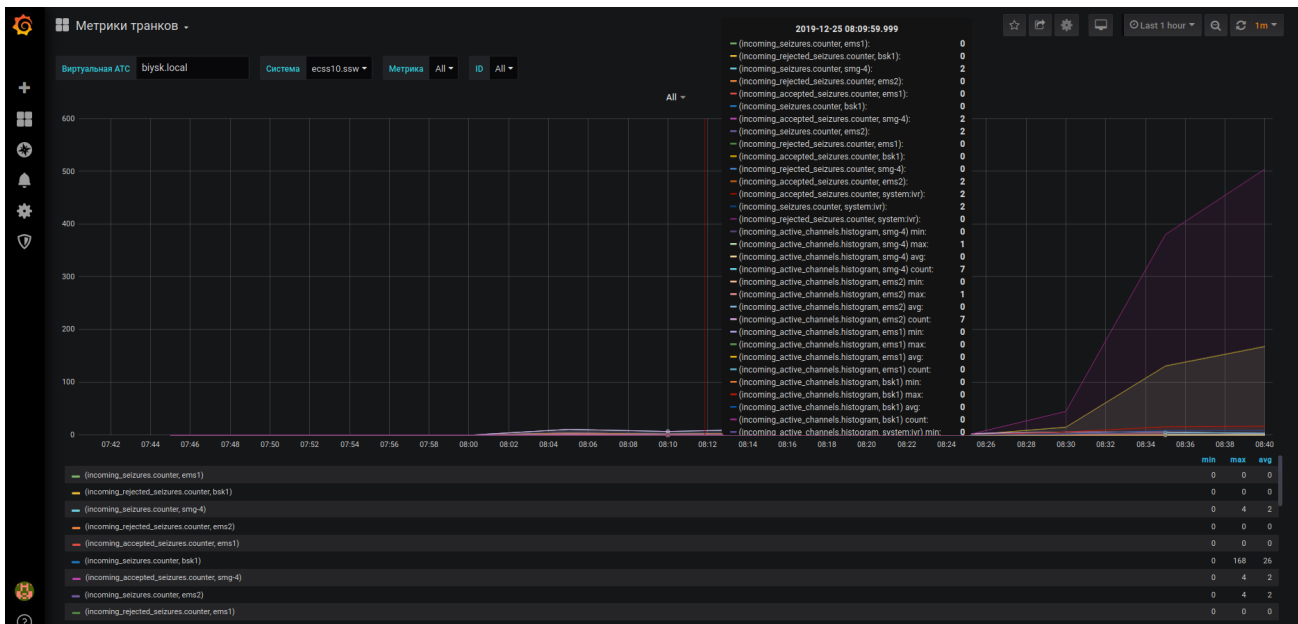 Метрики транков
Last 1 hour
1m
Виртуальная АТС
biysk.local
Система
ecss10.ssw
Метрика
All
ID
All
All
2019-12-25 08:09:59.999
(incoming_seizures.counter, ems1): 0
(incoming_rejected_seizures.counter, bsk1): 0
(incoming_seizures.counter, smg-4): 2
(incoming_rejected_seizures.counter, ems2): 0
(incoming_accepted_seizures.counter, ems1): 0
(incoming_seizures.counter, bsk1): 0
(incoming_accepted_seizures.counter, smg-4): 2
(incoming_seizures.counter, ems2): 2
(incoming_rejected_seizures.counter, ems1): 0
(incoming_accepted_seizures.counter, bsk1): 0
(incoming_rejected_seizures.counter, smg-4): 0
(incoming_accepted_seizures.counter, ems2): 2
(incoming_accepted_seizures.counter, system:ivr): 2
(incoming_seizures.counter, system:ivr): 2
(incoming_rejected_seizures.counter, system:ivr): 0
(incoming_active_channels.histogram, smg-4) min: 0
(incoming_active_channels.histogram, smg-4) max: 1
(incoming_active_channels.histogram, smg-4) avg: 0
(incoming_active_channels.histogram, smg-4) count: 7
(incoming_active_channels.histogram, ems2) min: 0
(incoming_active_channels.histogram, ems2) max: 1
(incoming_active_channels.histogram, ems2) avg: 0
(incoming_active_channels.histogram, ems2) count: 7
(incoming_active_channels.histogram, ems1) min: 0
(incoming_active_channels.histogram, ems1) max: 0
(incoming_active_channels.histogram, ems1) avg: 0
(incoming_active_channels.histogram, ems1) count: 0
(incoming_active_channels.histogram, bsk1) min: 0
(incoming_active_channels.histogram, bsk1) max: 0
(incoming_active_channels.histogram, bsk1) avg: 0
(incoming_active_channels.histogram, bsk1) count: 0
(incoming_active_channels.histogram, system:ivr) min: 0
600
500
400
300
200
100
0
07:42 07:44 07:46 07:48 07:50 07:52 07:54 07:56 07:58 08:00 08:02 08:04 08:06 08:08 08:10 08:12 08:14 08:16 08:18 08:20 08:22 08:24 08:26 08:28 08:30 08:32 08:34 08:36 08:38 08:40
min max avg
(incoming_seizures.counter, ems1) 0 0 0
(incoming_rejected_seizures.counter, bsk1) 0 0 0
(incoming_seizures.counter, smg-4) 0 4 2
(incoming_rejected_seizures.counter, ems2) 0 0 0
(incoming_accepted_seizures.counter, ems1) 0 0 0
(incoming_seizures.counter, bsk1) 0 168 26
(incoming_accepted_seizures.counter, smg-4) 0 4 2
(incoming_seizures.counter, ems2) 0 4 2
(incoming_rejected_seizures.counter, ems1) 0 0 0